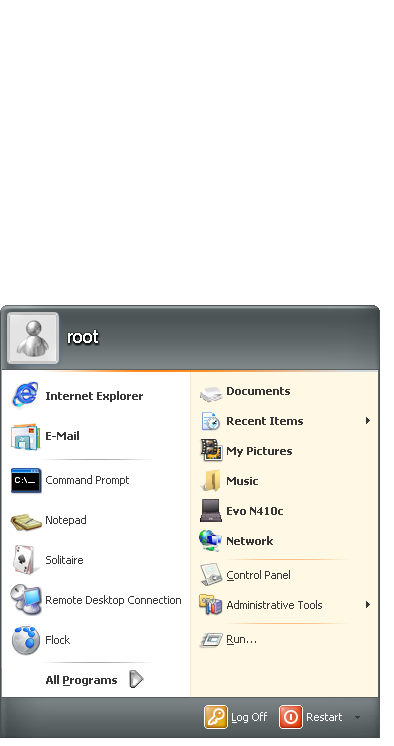 root
Internet Explorer
E-Mail
C:\_
Command Prompt
Notepad
Solitaire
Remote Desktop Connection
Flock
All Programs
Documents
Recent Items
My Pictures
Music
Evo N410c
Network
Control Panel
Administrative Tools
Run...
Log Off
Restart